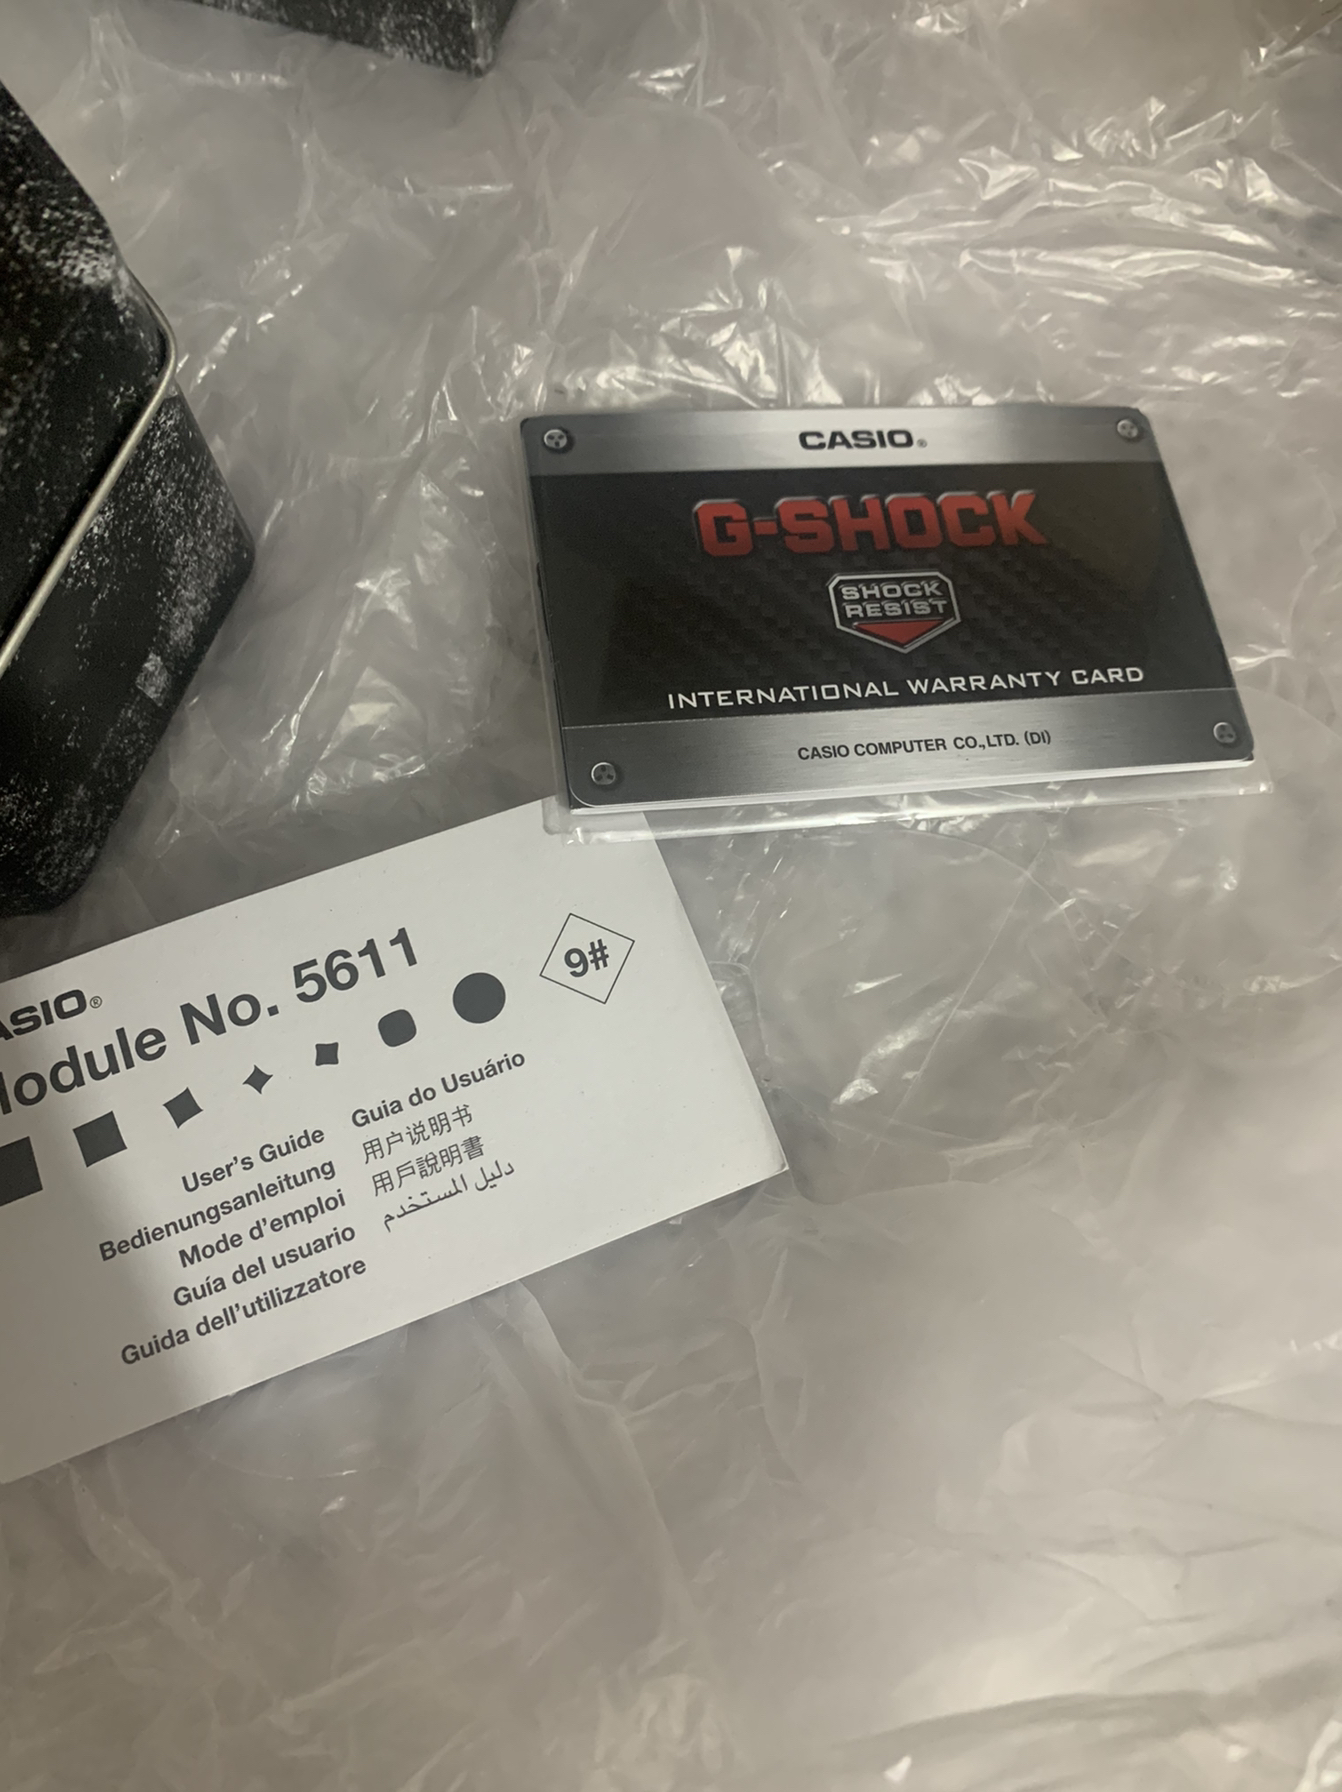 CASIO®
G-SHOCK
SHOCK
RESIST
INTERNATIONAL WARRANTY CARD
CASIO COMPUTER CO.,LTD. (DI)
ASIO®
odule No. 5611
9#
User's Guide
Bedienungsanleitung
Mode d'emploi
Guía del usuario
Guida dell'utilizzatore
Guia do Usuário
用户说明书
用戶說明書
دليل المستخدم